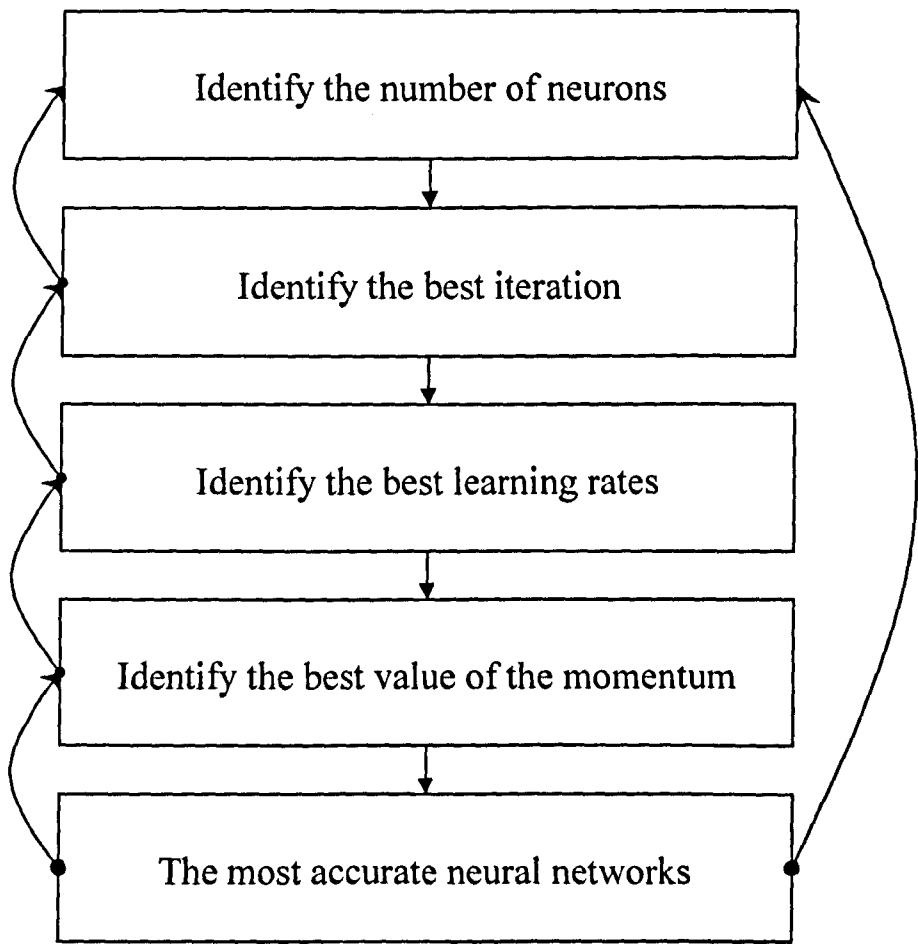 Identify the number of neurons
Identify the best iteration
Identify the best learning rates
Identify the best value of the momentum
The most accurate neural networks